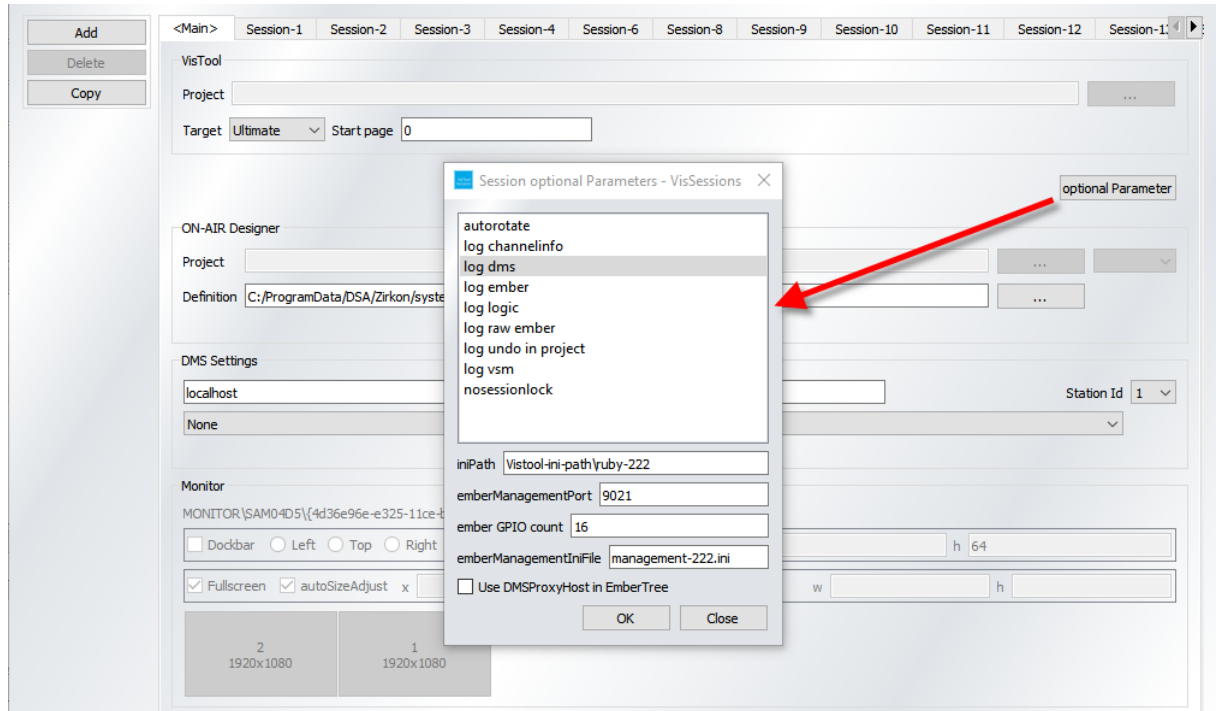 Add
Delete
Copy
<Main> Session-1 Session-2 Session-3 Session-4 Session-6 Session-8 Session-9 Session-10 Session-11 Session-12
VisTool
Project ...
Target Ultimate Start page 0
optional Parameter
ON-AIR Designer
Project ...
Definition C:/ProgramData/DSA/Zirkon/syste ...
DMS Settings
localhost
Station Id 1
None
Monitor
MONITOR\SAM04D5\{4d36e96e-e325-11ce-b
Dockbar Left Top Right h 64
Fullscreen autoSizeAdjust x w h
2
1920x1080
1
1920x1080
Session optional Parameters - VisSessions
autorotate
log channelinfo
log dms
log ember
log logic
log raw ember
log undo in project
log vsm
nosessionlock
iniPath Vistool-ini-path\ruby-222
emberManagementPort 9021
ember GPIO count 16
emberManagementIniFile management-222.ini
Use DMSProxyHost in EmberTree
OK Close